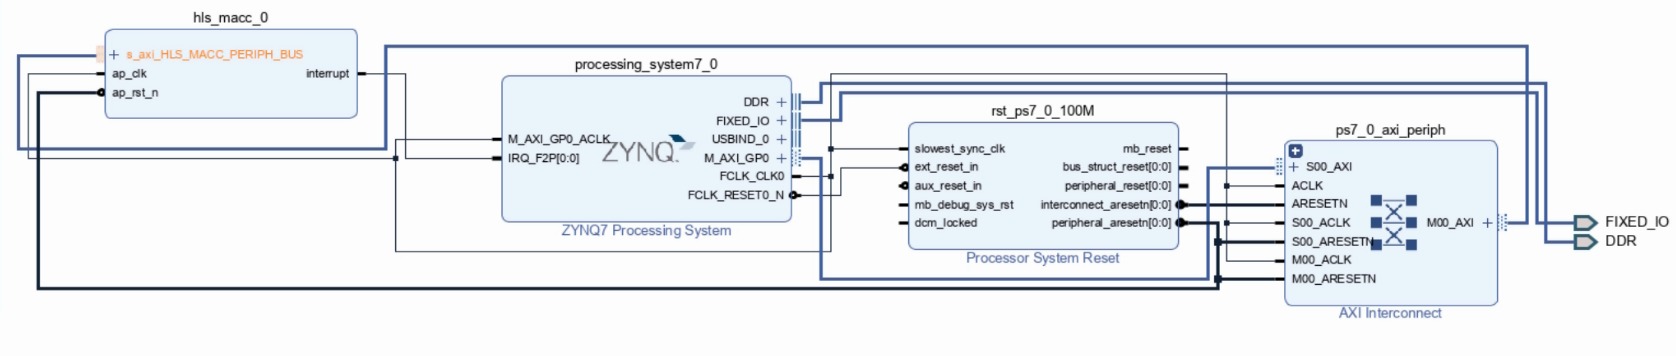 hls_macc_0
s_axi_HLS_MACC_PERIPH_BUS
ap_clk
ap_rst_n
interrupt
processing_system7_0
M_AXI_GP0_ACLK
IRQ_F2P[0:0]
ZYNQ
DDR
FIXED_IO
USBIND_0
M_AXI_GP0
FCLK_CLK0
FCLK_RESET0_N
ZYNQ7 Processing System
rst_ps7_0_100M
slowest_sync_clk
ext_reset_in
aux_reset_in
mb_debug_sys_rst
dcm_locked
mb_reset
bus_struct_reset[0:0]
peripheral_reset[0:0]
interconnect_aresetn[0:0]
peripheral_aresetn[0:0]
Processor System Reset
ps7_0_axi_periph
S00_AXI
ACLK
ARESETN
S00_ACLK
S00_ARESETN
M00_ACLK
M00_ARESETN
M00_AXI
AXI Interconnect
FIXED_IO
DDR